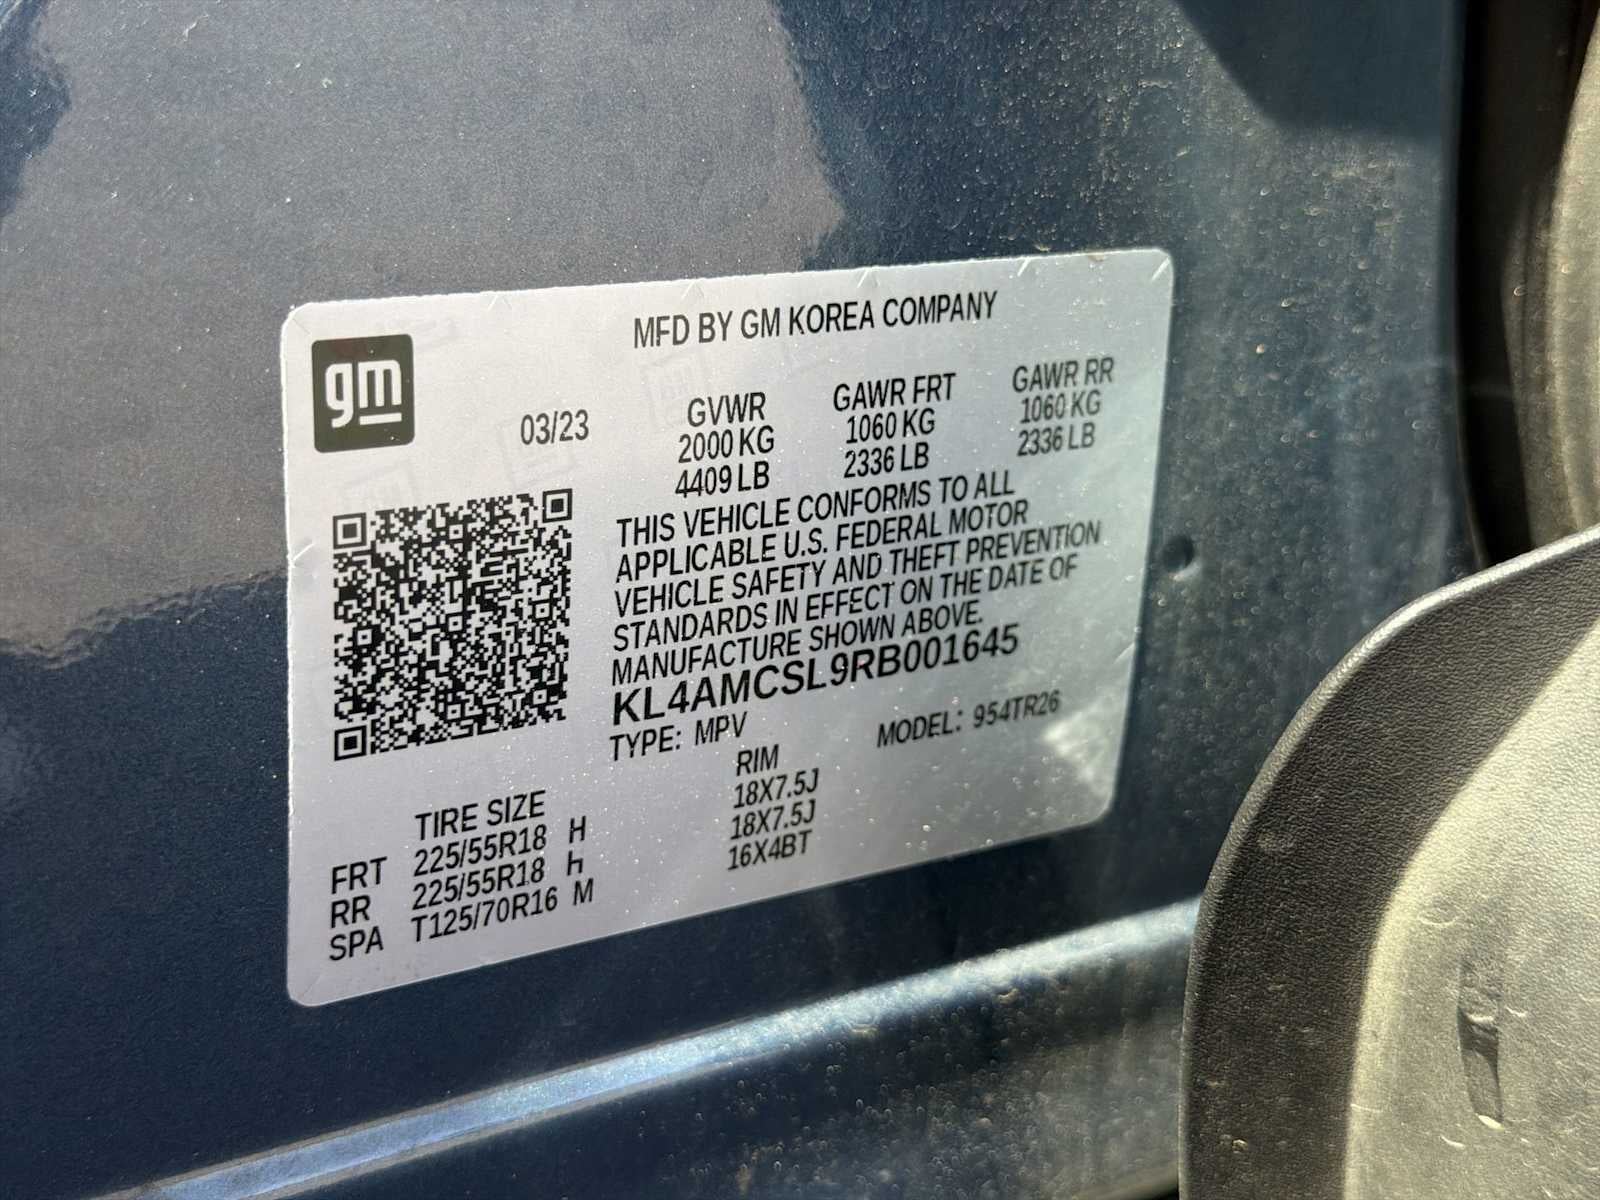 gm
MFD BY GM KOREA COMPANY
03/23
GVWR GAWR FRT GAWR RR
2000 KG 1060 KG 1060 KG
4409 LB 2336 LB 2336 LB
THIS VEHICLE CONFORMS TO ALL
APPLICABLE U.S. FEDERAL MOTOR
VEHICLE SAFETY AND THEFT PREVENTION
STANDARDS IN EFFECT ON THE DATE OF
MANUFACTURE SHOWN ABOVE.
KL4AMCSL9RB001645
TYPE: MPV MODEL: 954TR26
TIRE SIZE RIM
FRT 225/55R18 H 18X7.5J
RR 225/55R18 H 18X7.5J
SPA T125/70R16 M 16X4BT